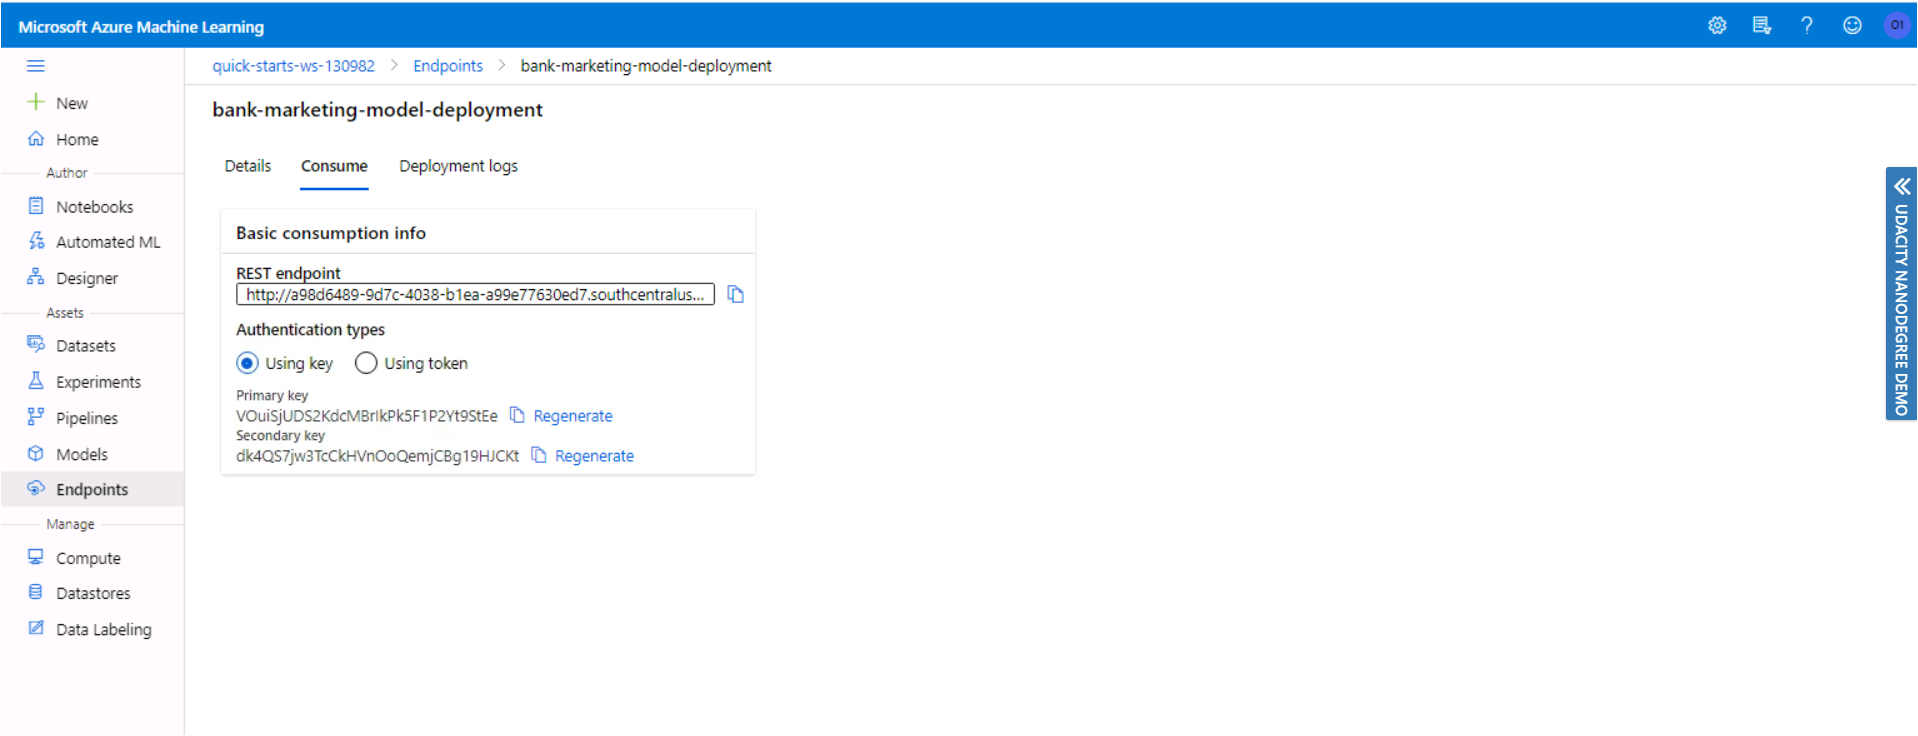 Microsoft Azure Machine Learning
01
quick-starts-ws-130982 > Endpoints > bank-marketing-model-deployment
New
Home
Author
Notebooks
Automated ML
Designer
Assets
Datasets
Experiments
Pipelines
Models
Endpoints
Manage
Compute
Datastores
Data Labeling
bank-marketing-model-deployment
Details Consume Deployment logs
Basic consumption info
REST endpoint
http://a98d6489-9d7c-4038-b1ea-a99e77630ed7.southcentralus...
Authentication types
Using key Using token
Primary key
VOuiSjUDS2KdcMBrIkPk5F1P2Yt9StEe Regenerate
Secondary key
dk4QS7jw3TcCkHVnOoQemjCBg19HJCKt Regenerate
UDACITY NANODEGREE DEMO